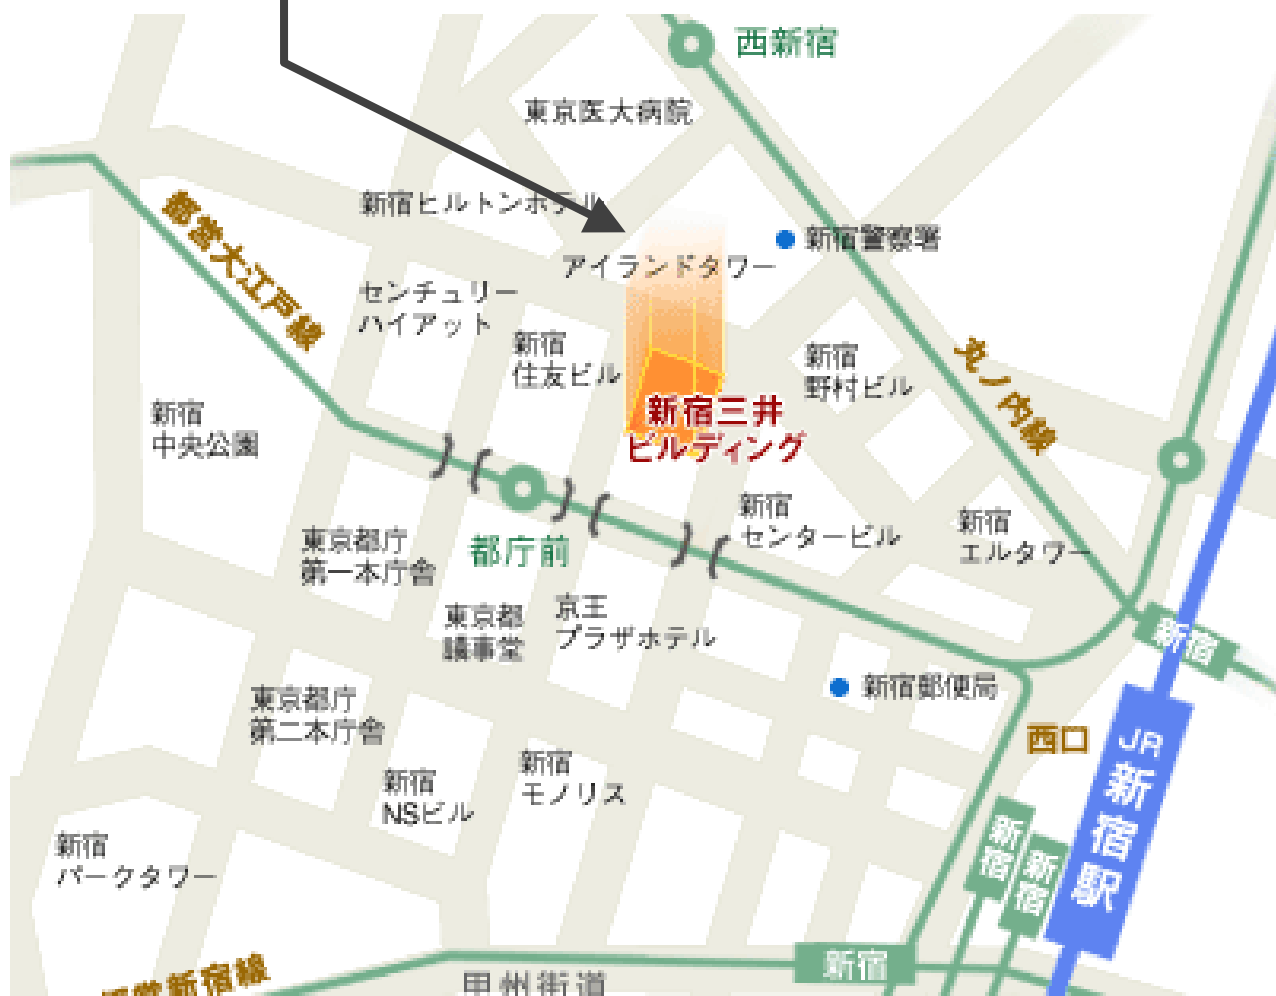 西新宿
東京医大病院
新宿ヒルトンホテル
都営大江戸線
新宿警察署
アイランドタワー
センチュリー
ハイアット
新宿
住友ビル
新宿
野村ビル
丸ノ内線
新宿三井
ビルディング
新宿
中央公園
新宿
センタービル
新宿
エルタワー
東京都庁
第一本庁舎
都庁前
東京都
議事堂
京王
プラザホテル
新宿
新宿郵便局
東京都庁
第二本庁舎
西口
JR
新宿駅
新宿
NSビル
新宿
モノリス
新宿
パークタワー
新宿
新宿
都営新宿線
新宿
甲州街道